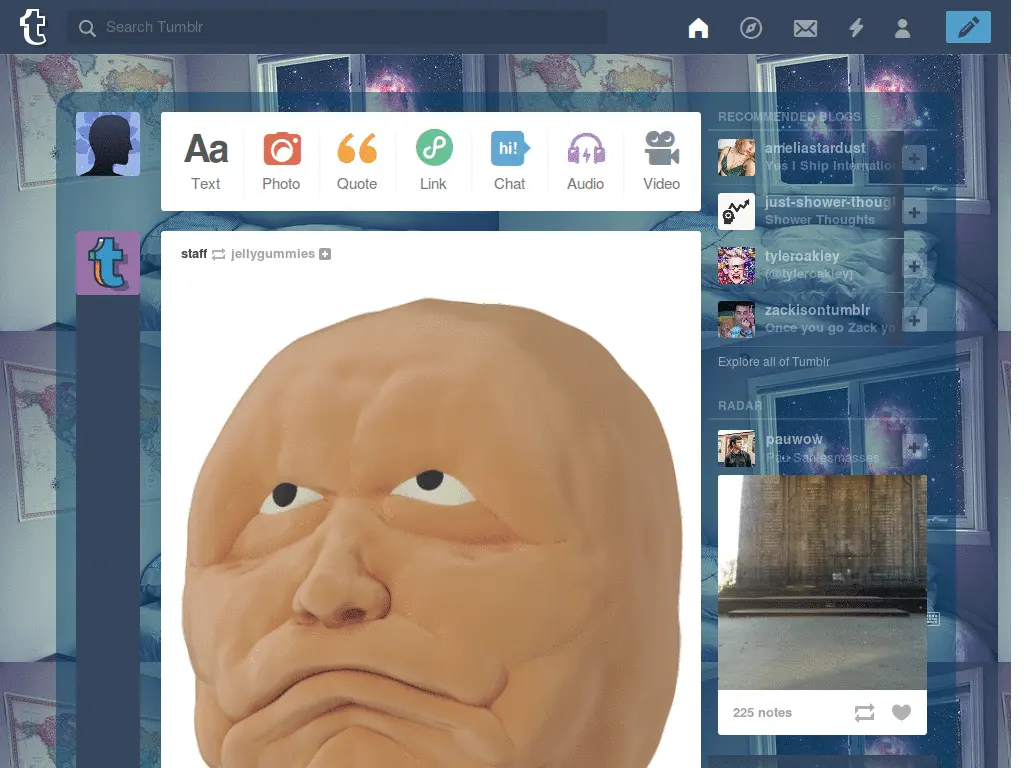 Search Tumblr
Aa
Text
Photo
Quote
Link
hi!
Chat
Audio
Video
staff jellygummies
RECOMMENDED BLOGS
ameliastardust
Yes I Ship Internatio
just-shower-thoug
Shower Thoughts
tyleroakley
(@tyleroakley)
zackisontumblr
Once you go Zack yo
Explore all of Tumblr
RADAR
pauwow
Pau Sanlesmasses
225 notes